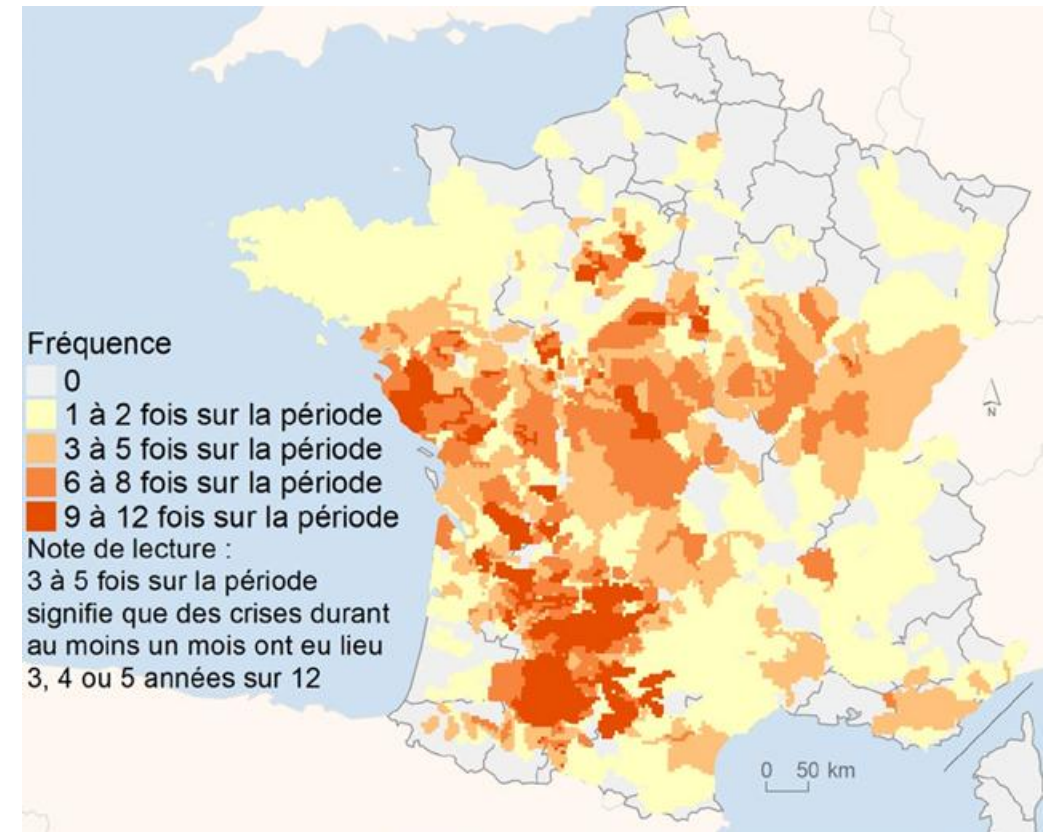 Fréquence
0
1 à 2 fois sur la période
3 à 5 fois sur la période
6 à 8 fois sur la période
9 à 12 fois sur la période
Note de lecture :
3 à 5 fois sur la période
signifie que des crises durant
au moins un mois ont eu lieu
3, 4 ou 5 années sur 12
N
0 50 km